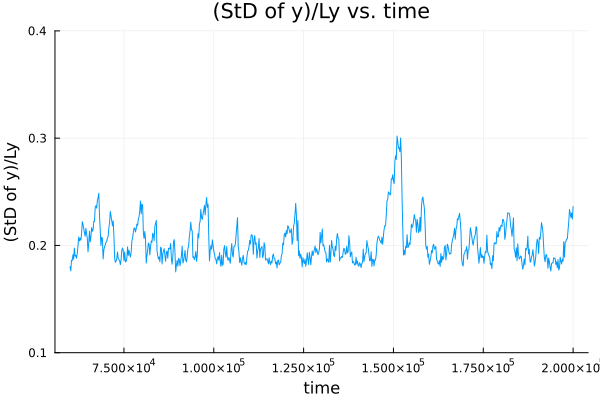 (StD of y)/Ly vs. time
(StD of y)/Ly
0.4
0.3
0.2
0.1
7.500×10⁴ 1.000×10⁵ 1.250×10⁵ 1.500×10⁵ 1.750×10⁵ 2.000×10⁵
time